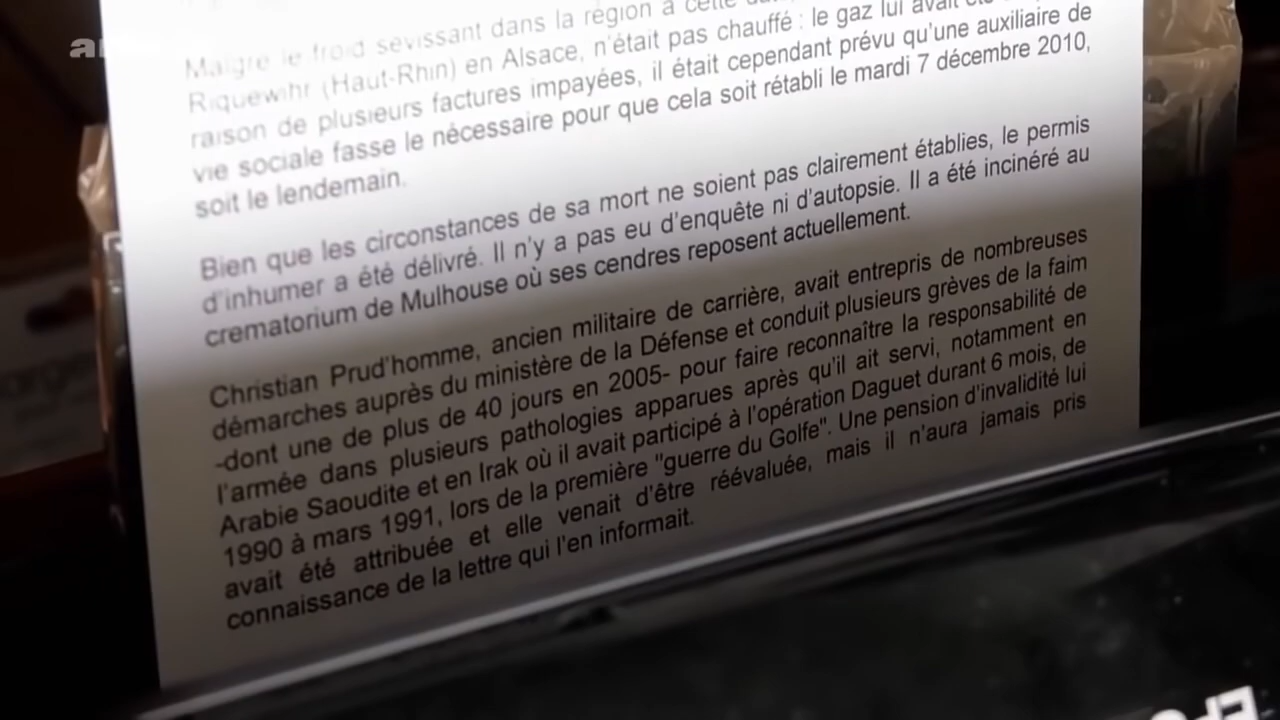 ar
Malgré le froid sévissant dans la région à cette
Riquewihr (Haut-Rhin) en Alsace, n'était pas chauffé : le gaz lui avait été
raison de plusieurs factures impayées, il était cependant prévu qu'une auxiliaire de
vie sociale fasse le nécessaire pour que cela soit rétabli le mardi 7 décembre 2010,
soit le lendemain.
Bien que les circonstances de sa mort ne soient pas clairement établies, le permis
d'inhumer a été délivré. Il n'y a pas eu d'enquête ni d'autopsie. Il a été incinéré au
crematorium de Mulhouse où ses cendres reposent actuellement.
Christian Prud'homme, ancien militaire de carrière, avait entrepris de nombreuses
démarches auprès du ministère de la Défense et conduit plusieurs grèves de la faim
-dont une de plus de 40 jours en 2005- pour faire reconnaître la responsabilité de
l'armée dans plusieurs pathologies apparues après qu'il ait servi, notamment en
Arabie Saoudite et en Irak où il avait participé à l'opération Daguet durant 6 mois, de
1990 à mars 1991, lors de la première "guerre du Golfe". Une pension d'invalidité lui
avait été attribuée et elle venait d'être réévaluée, mais il n'aura jamais pris
connaissance de la lettre qui l'en informait.